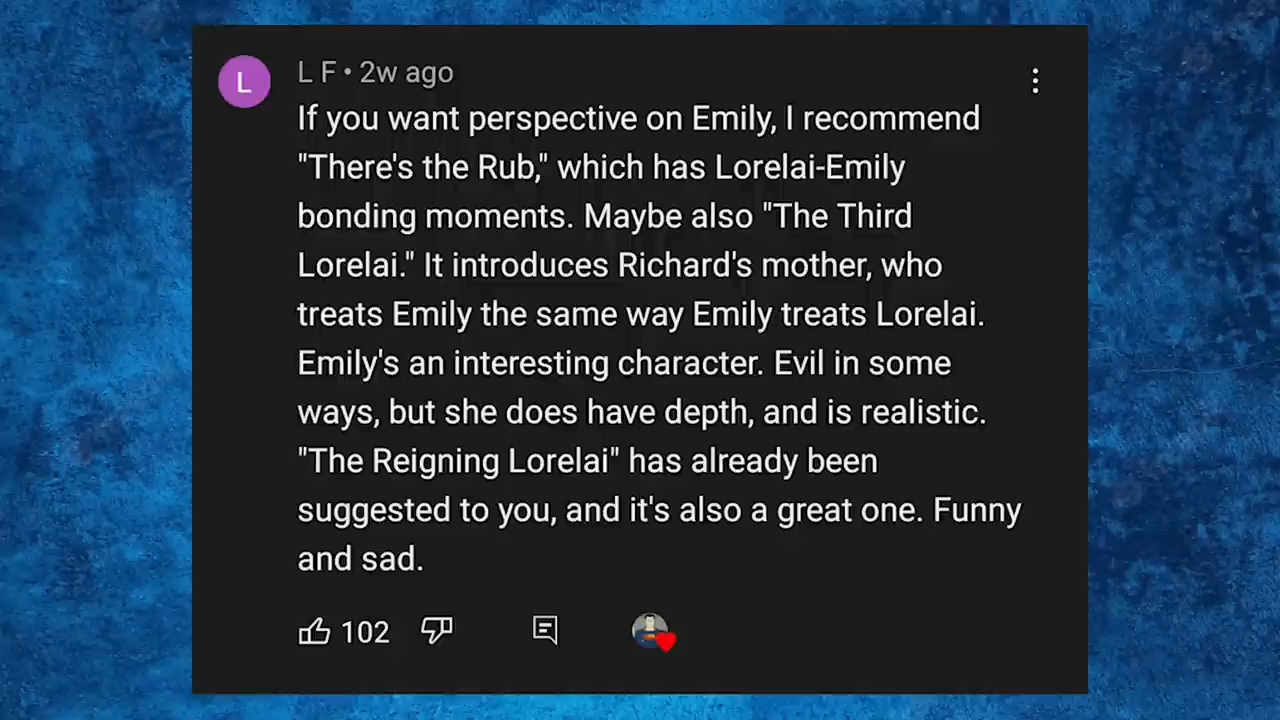 L
L F • 2w ago
If you want perspective on Emily, I recommend
"There's the Rub," which has Lorelai-Emily
bonding moments. Maybe also "The Third
Lorelai." It introduces Richard's mother, who
treats Emily the same way Emily treats Lorelai.
Emily's an interesting character. Evil in some
ways, but she does have depth, and is realistic.
"The Reigning Lorelai" has already been
suggested to you, and it's also a great one. Funny
and sad.
102